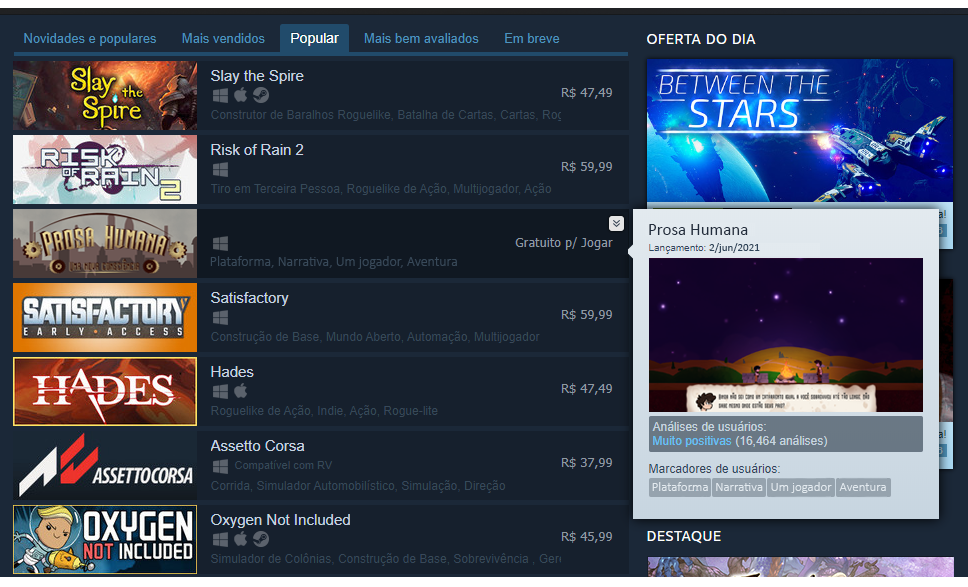 Novidades e populares Mais vendidos Popular Mais bem avaliados Em breve
OFERTA DO DIA
Slay the Spire
Slay the Spire
R$ 47,49
Construtor de Baralhos Roguelike, Batalha de Cartas, Cartas, Rog
RISK OF RAIN 2
Risk of Rain 2
R$ 59,99
Tiro em Terceira Pessoa, Roguelike de Ação, Multijogador, Ação
PROSA HUMANA
Gratuito p/ Jogar
Plataforma, Narrativa, Um jogador, Aventura
SATISFACTORY
EARLY ACCESS
Satisfactory
R$ 59,99
Construção de Base, Mundo Aberto, Automação, Multijogador
HADES
Hades
R$ 47,49
Roguelike de Ação, Indie, Ação, Rogue-lite
ASSETTO CORSA
Assetto Corsa
Compatível com RV
R$ 37,99
Corrida, Simulador Automobilístico, Simulação, Direção
OXYGEN
NOT INCLUDED
Oxygen Not Included
R$ 45,99
Simulador de Colônias, Construção de Base, Sobrevivência , Gere
BETWEEN THE
STARS
Prosa Humana
Lançamento: 2/jun/2021
Análises de usuários:
Muito positivas (16,464 análises)
Marcadores de usuários:
Plataforma Narrativa Um jogador Aventura
DESTAQUE